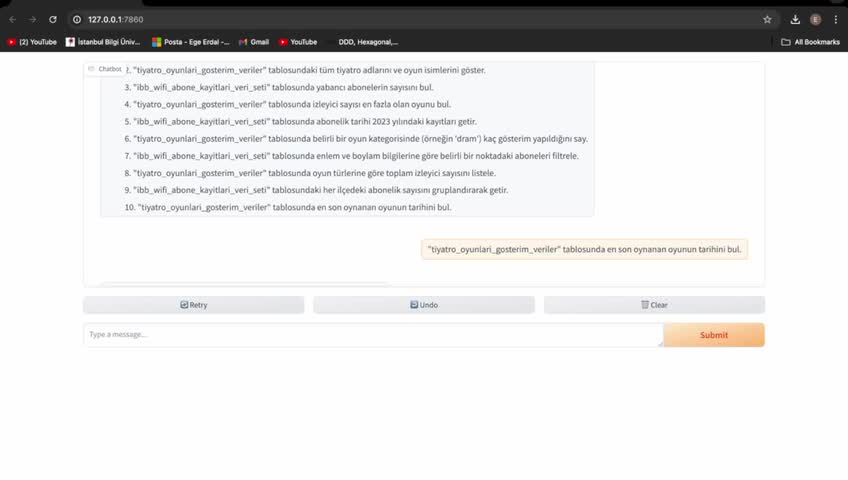 127.0.0.1:7860
E
(2) YouTube
İstanbul Bilgi Üniv...
Posta - Ege Erdal -...
Gmail
YouTube
DDD, Hexagonal,...
All Bookmarks
Chatbot
2. "tiyatro_oyunlari_gosterim_veriler" tablosundaki tüm tiyatro adlarını ve oyun isimlerini göster.
3. "ibb_wifi_abone_kayitlari_veri_seti" tablosunda yabancı abonelerin sayısını bul.
4. "tiyatro_oyunlari_gosterim_veriler" tablosunda izleyici sayısı en fazla olan oyunu bul.
5. "ibb_wifi_abone_kayitlari_veri_seti" tablosunda abonelik tarihi 2023 yılındaki kayıtları getir.
6. "tiyatro_oyunlari_gosterim_veriler" tablosunda belirli bir oyun kategorisinde (örneğin 'dram') kaç gösterim yapıldığını say.
7. "ibb_wifi_abone_kayitlari_veri_seti" tablosunda enlem ve boylam bilgilerine göre belirli bir noktadaki aboneleri filtrele.
8. "tiyatro_oyunlari_gosterim_veriler" tablosunda oyun türlerine göre toplam izleyici sayısını listele.
9. "ibb_wifi_abone_kayitlari_veri_seti" tablosundaki her ilçedeki abonelik sayısını gruplandırarak getir.
10. "tiyatro_oyunlari_gosterim_veriler" tablosunda en son oynanan oyunun tarihini bul.
"tiyatro_oyunlari_gosterim_veriler" tablosunda en son oynanan oyunun tarihini bul.
Retry
Undo
Clear
Type a message...
Submit